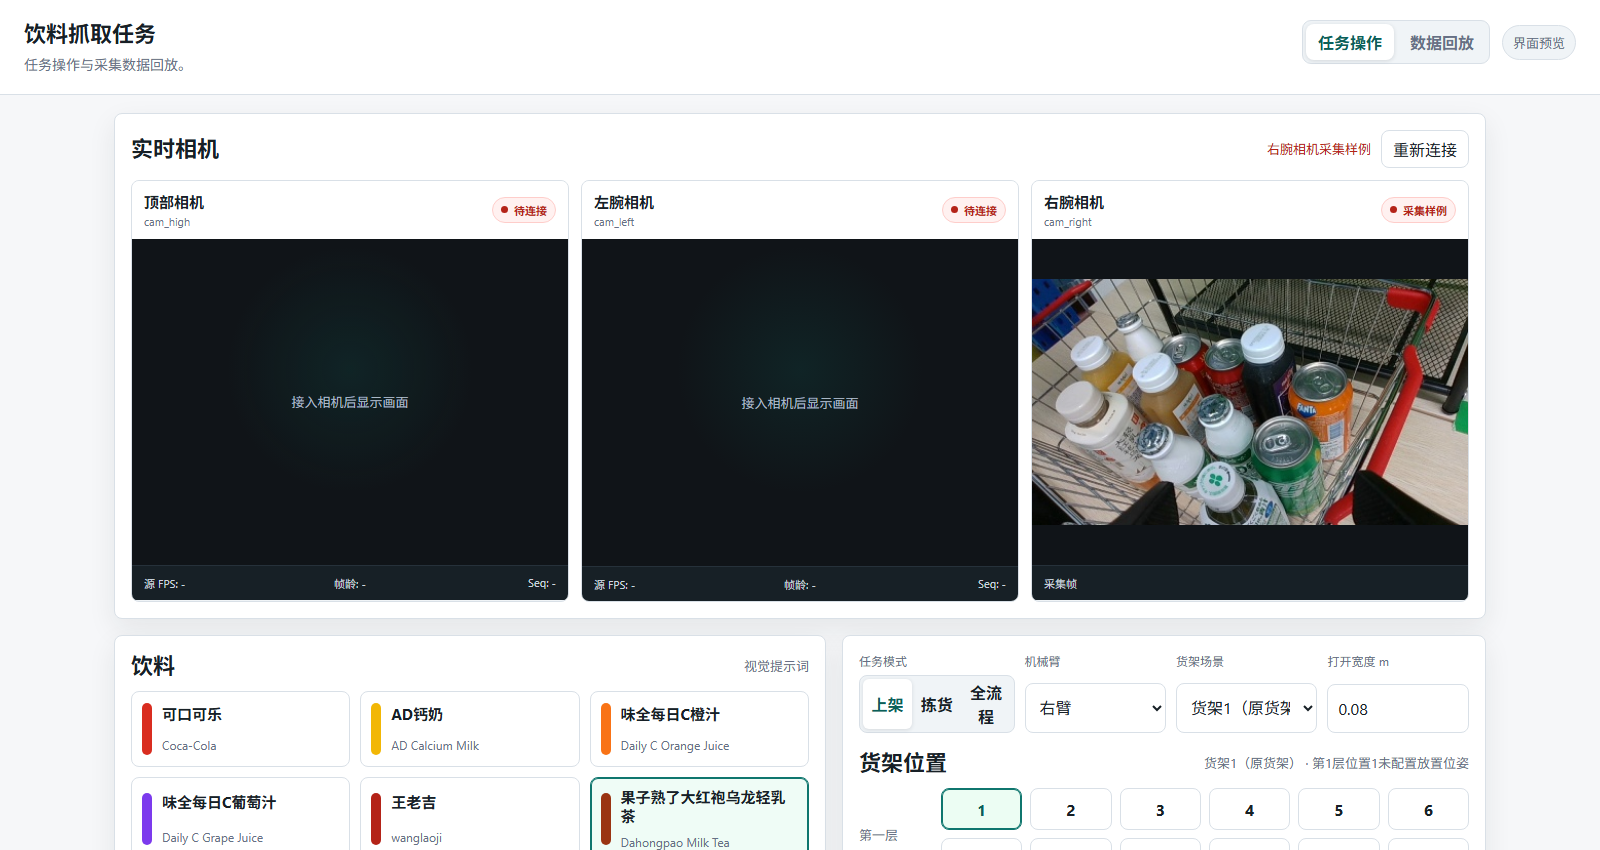 饮料抓取任务
任务操作与采集数据回放。
任务操作
数据回放
界面预览
实时相机
右腕相机采集样例
重新连接
顶部相机
cam_high
待连接
左腕相机
cam_left
待连接
右腕相机
cam_right
采集样例
接入相机后显示画面
接入相机后显示画面
FANTA
源 FPS: -
帧龄: -
Seq: -
源 FPS: -
帧龄: -
Seq: -
采集帧
饮料
视觉提示词
可口可乐
Coca-Cola
AD钙奶
AD Calcium Milk
味全每日C橙汁
Daily C Orange Juice
味全每日C葡萄汁
Daily C Grape Juice
王老吉
wanglaoji
果子熟了大红袍乌龙轻乳
茶
Dahongpao Milk Tea
任务模式
机械臂
货架场景
打开宽度 m
上架
拣货
全流
程
右臂
货架1（原货架
0.08
货架位置
货架1（原货架） · 第1层位置1未配置放置位姿
第一层
1
2
3
4
5
6